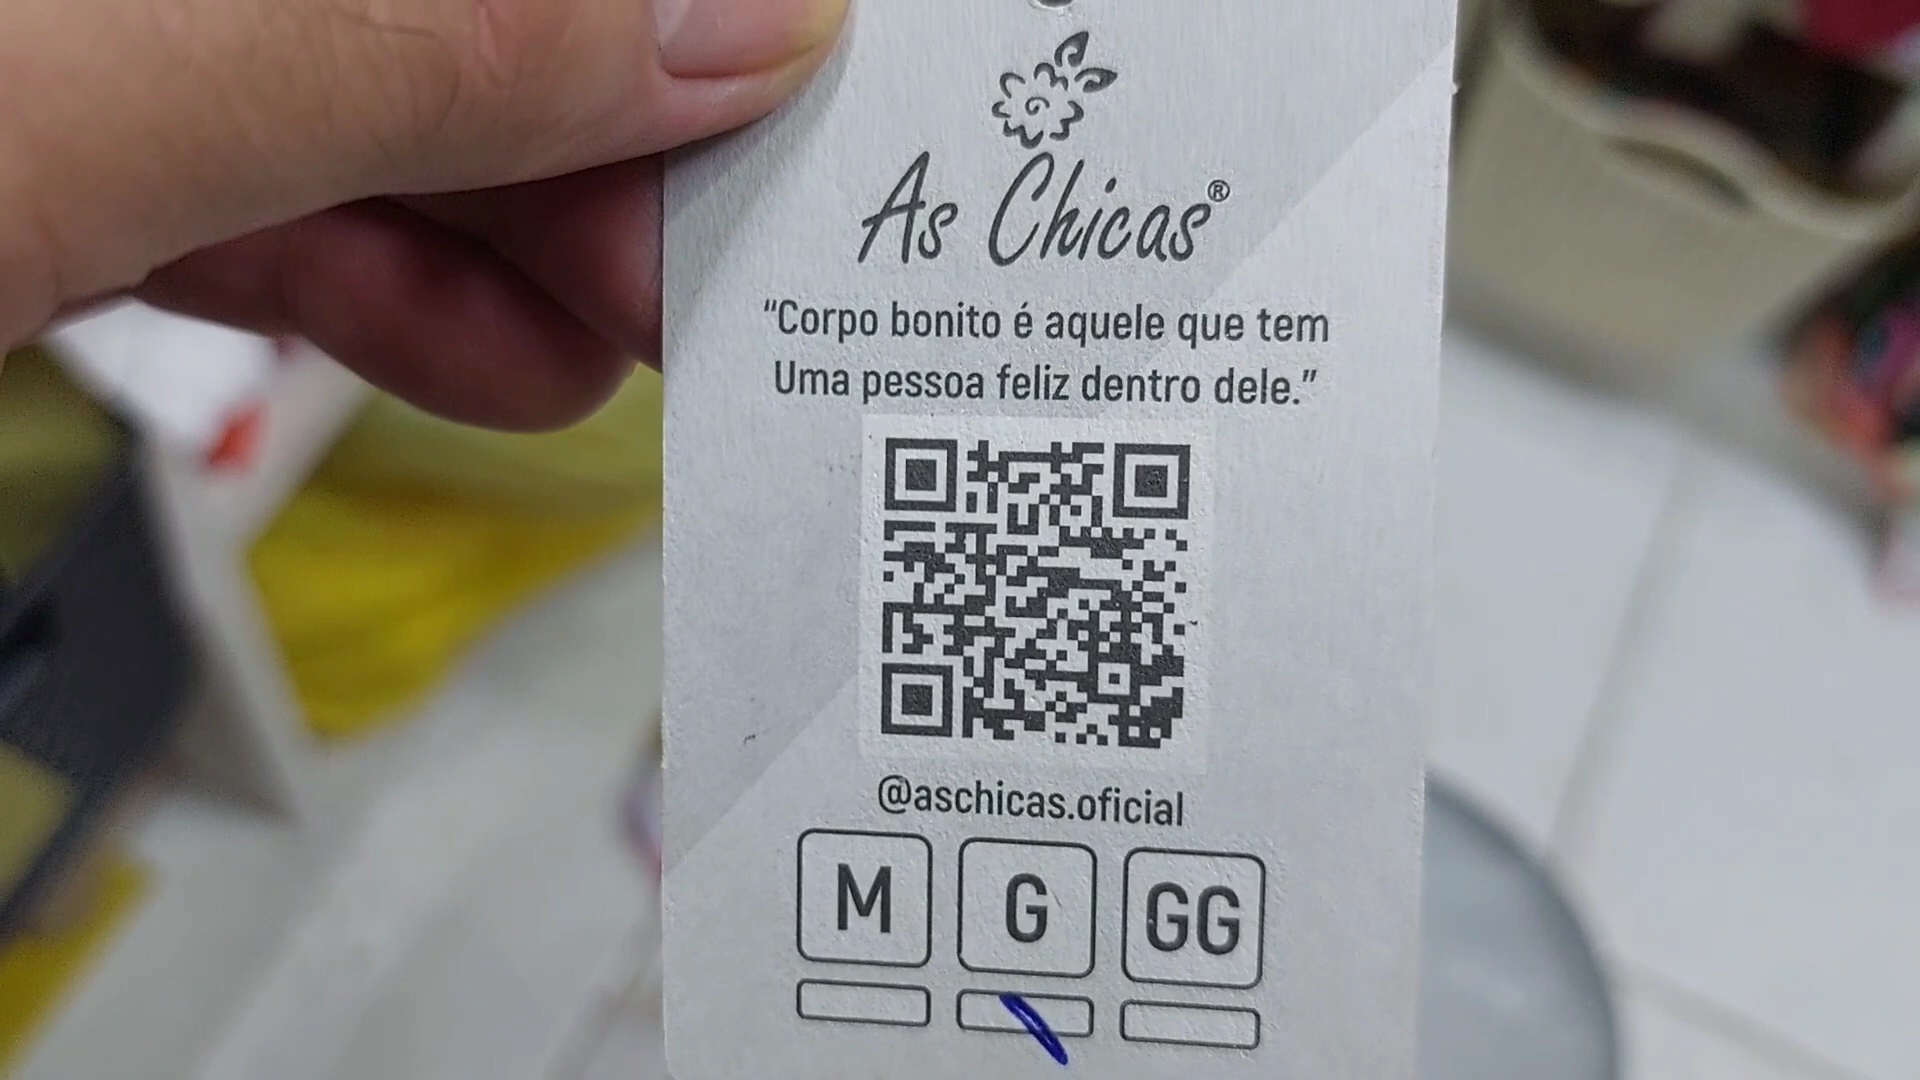 As Chicas®
"Corpo bonito é aquele que tem
Uma pessoa feliz dentro dele."
@aschicas.oficial
M G GG